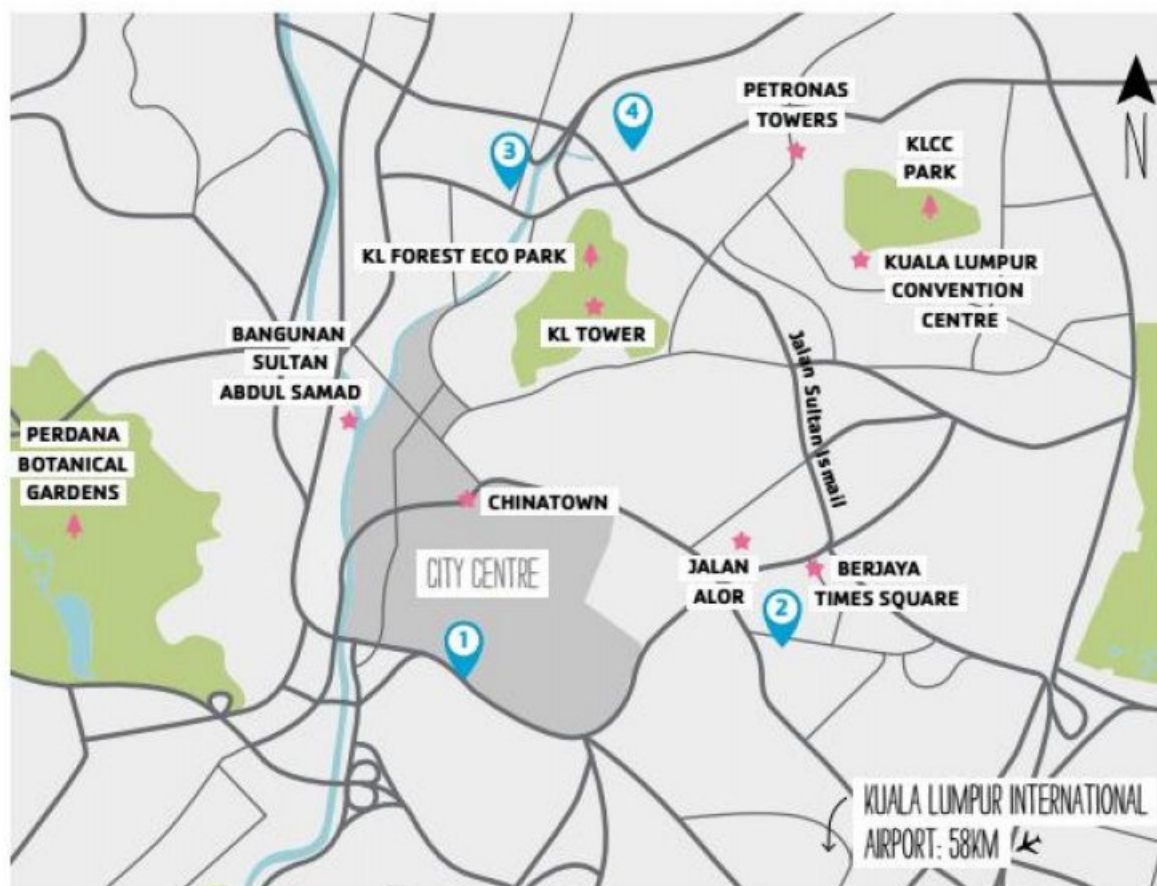 PETRONAS
TOWERS
4
3
KLCC
PARK
N
KL FOREST ECO PARK
KUALA LUMPUR
CONVENTION
CENTRE
KL TOWER
BANGUNAN
SULTAN
ABDUL SAMAD
Jalan Sultan Ismail
PERDANA
BOTANICAL
GARDENS
CHINATOWN
CITY CENTRE
JALAN
ALOR
BERJAYA
TIMES SQUARE
2
1
KUALA LUMPUR INTERNATIONAL
AIRPORT: 58KM